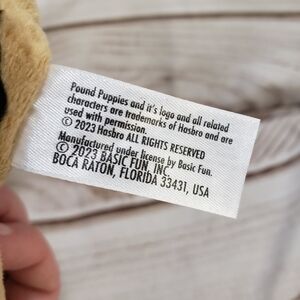 Pound Puppies and it's logo and all related
characters are trademarks of Hasbro and are
used with permission.
© 2023 Hasbro ALL RIGHTS RESERVED
Manufactured under license by Basic Fun.
© 2023 BASIC FUN, INC.
BOCA RATON, FLORIDA 33431, USA